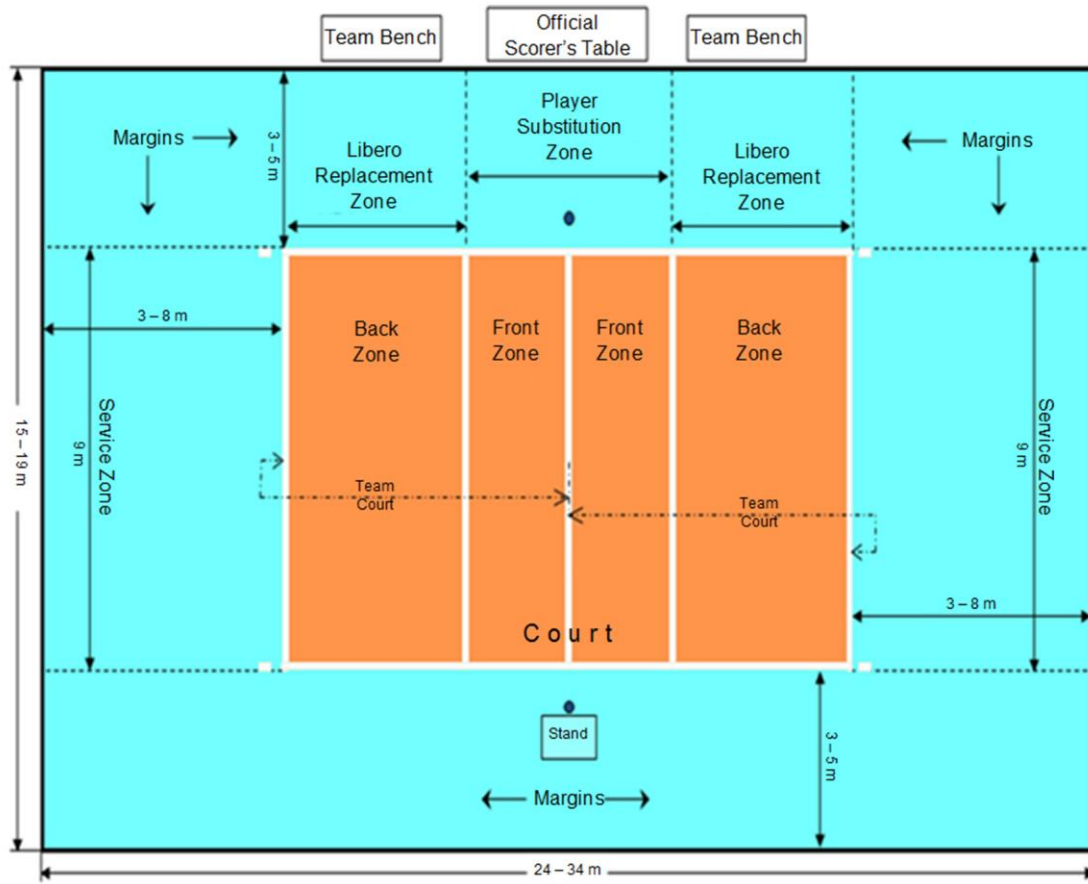 Team Bench
Official
Scorer's Table
Team Bench
Margins
3 – 5 m
Player
Substitution
Zone
Libero
Replacement
Zone
Libero
Replacement
Zone
Margins
3 – 8 m
Back
Zone
Front
Zone
Front
Zone
Back
Zone
15 – 19 m
9 m
Service Zone
Team
Court
Team
Court
9 m
Service Zone
3 – 8 m
Court
Stand
3 – 5 m
Margins
24 – 34 m